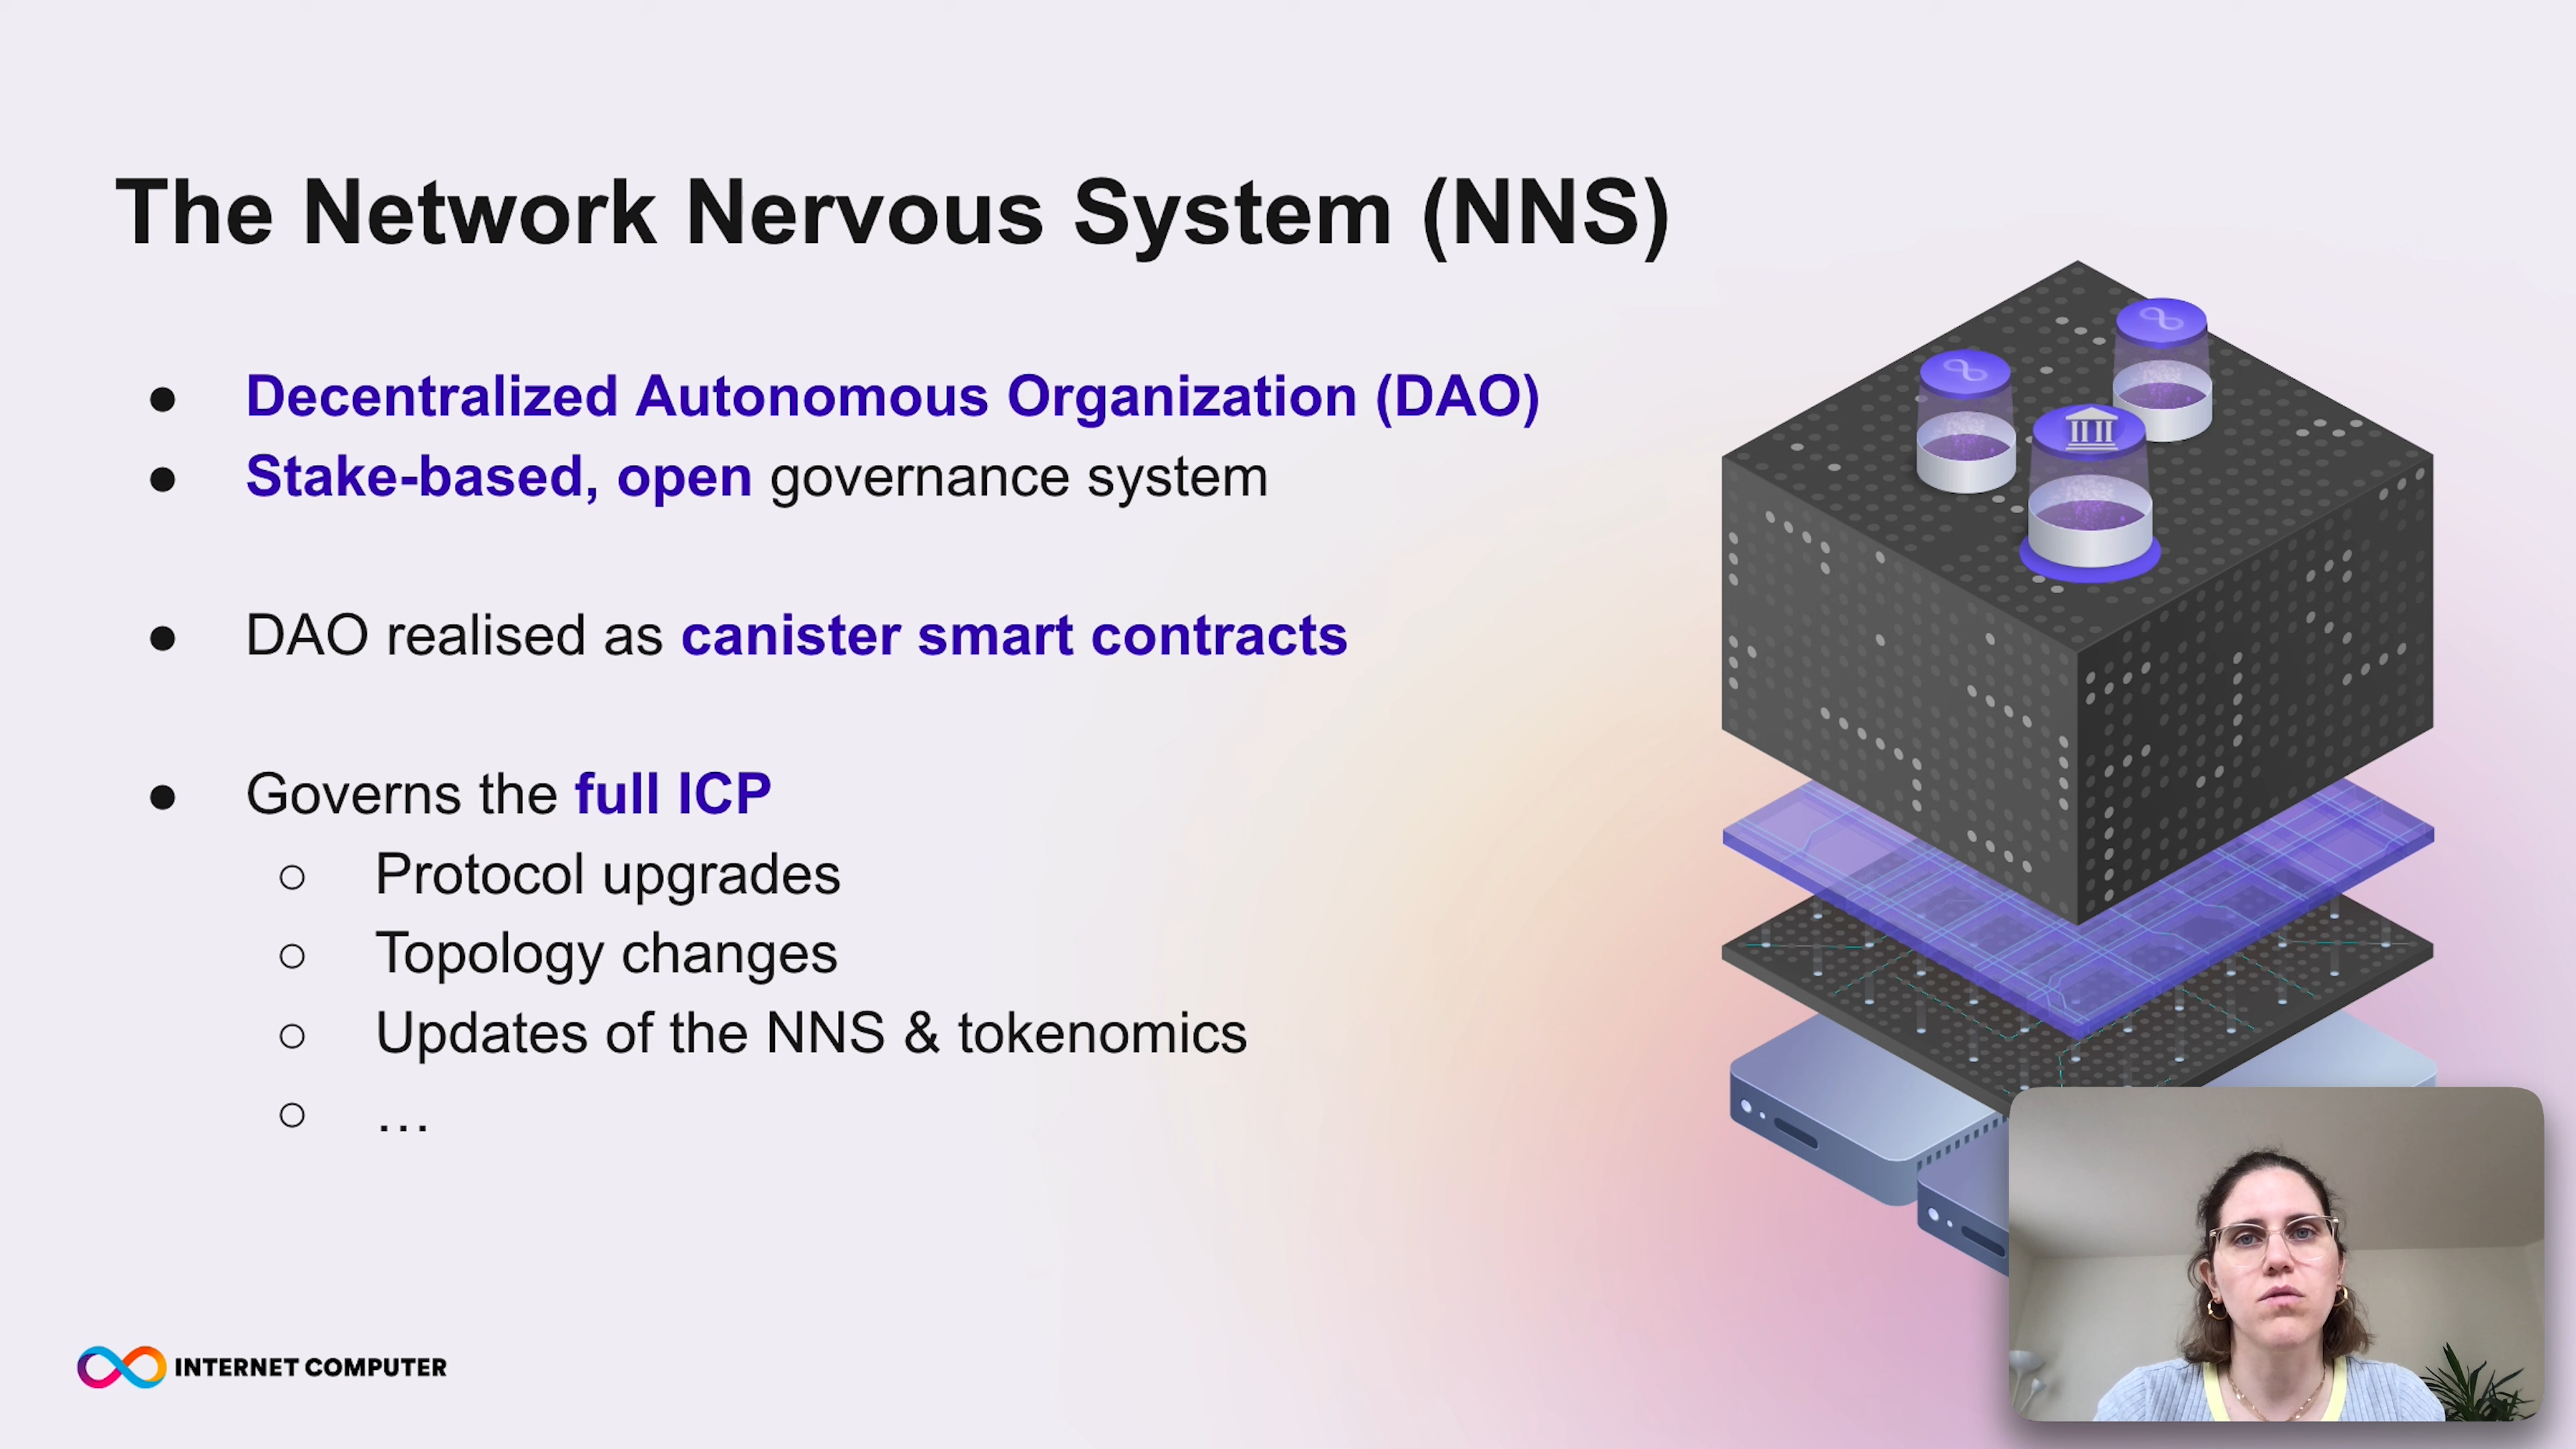 The Network Nervous System (NNS)
● Decentralized Autonomous Organization (DAO)
● Stake-based, open governance system
● DAO realised as canister smart contracts
● Governs the full ICP
○ Protocol upgrades
○ Topology changes
○ Updates of the NNS & tokenomics
○ …
INTERNET COMPUTER